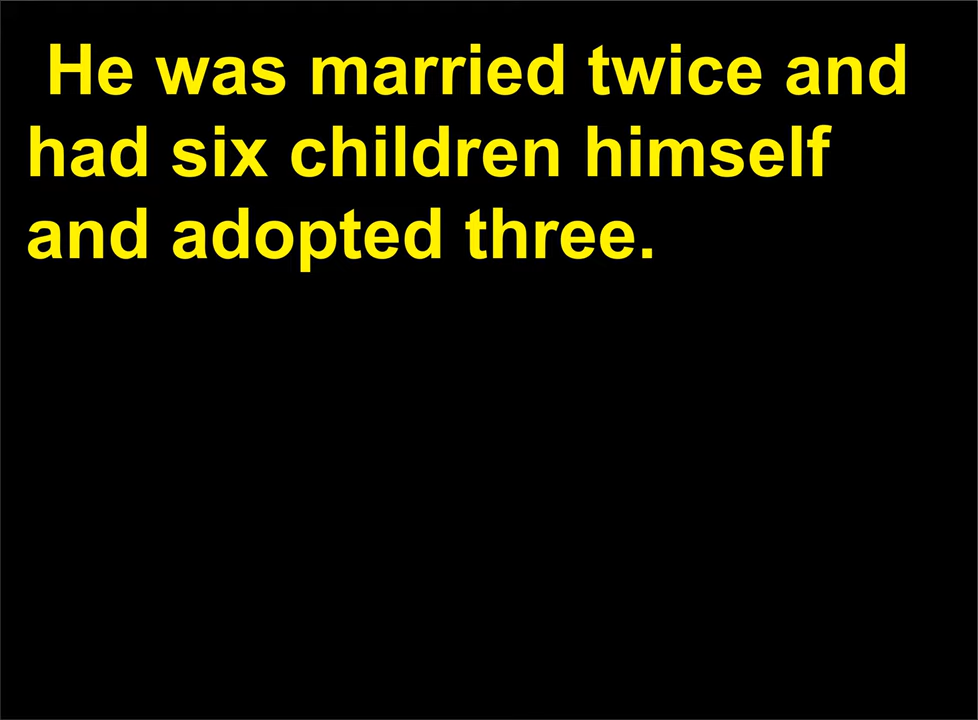 He was married twice and
had six children himself
and adopted three.